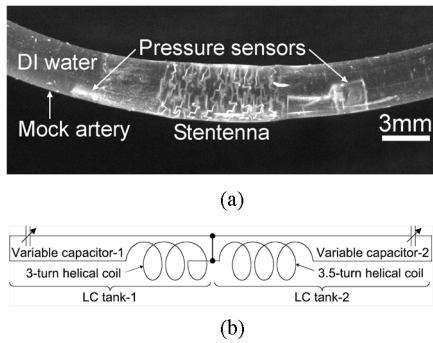 Pressure sensors
DI water
Mock artery
Stentenna
3mm
(a)
Variable capacitor-1 Variable capacitor-2
3-turn helical coil 3.5-turn helical coil
LC tank-1 LC tank-2
(b)